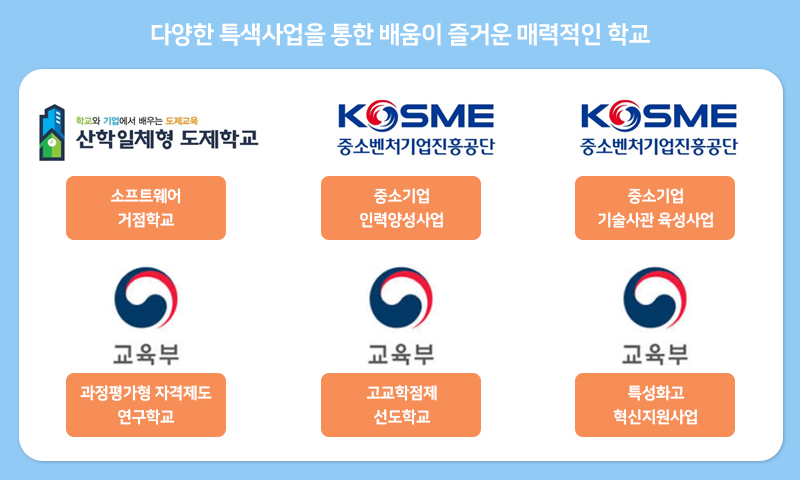 다양한 특색사업을 통한 배움이 즐거운 매력적인 학교
학교와 기업에서 배우는 도제교육
산학일체형 도제학교
소프트웨어
거점학교
KOSME
중소벤처기업진흥공단
중소기업
인력양성사업
KOSME
중소벤처기업진흥공단
중소기업
기술사관 육성사업
교육부
과정평가형 자격제도
연구학교
교육부
고교학점제
선도학교
교육부
특성화고
혁신지원사업